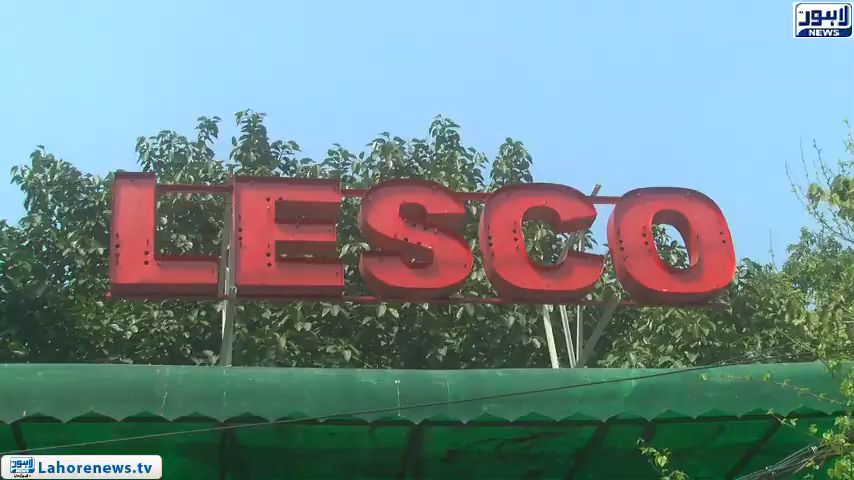 لاہور
NEWS
LESCO
Lahorenews.tv